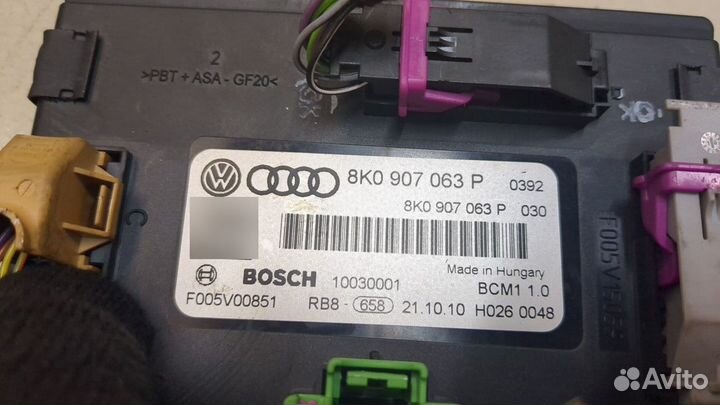 2
>PBT + ASA - GF20<
8K0 907 063 P 0392
8K0 907 063 P 030
Made in Hungary
BOSCH 10030001 BCM1 1.0
F005V00851 RB8 - 658 21.10.10 H026 0048
C
Avito